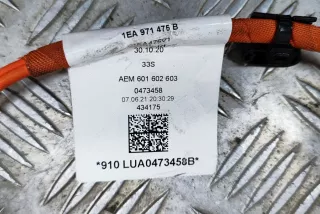 1EA 971 475 B
30.10.20
33S
AEM 601 602 603
0473458
07.06.21 20:30:29
434175
*910 LUA0473458B*